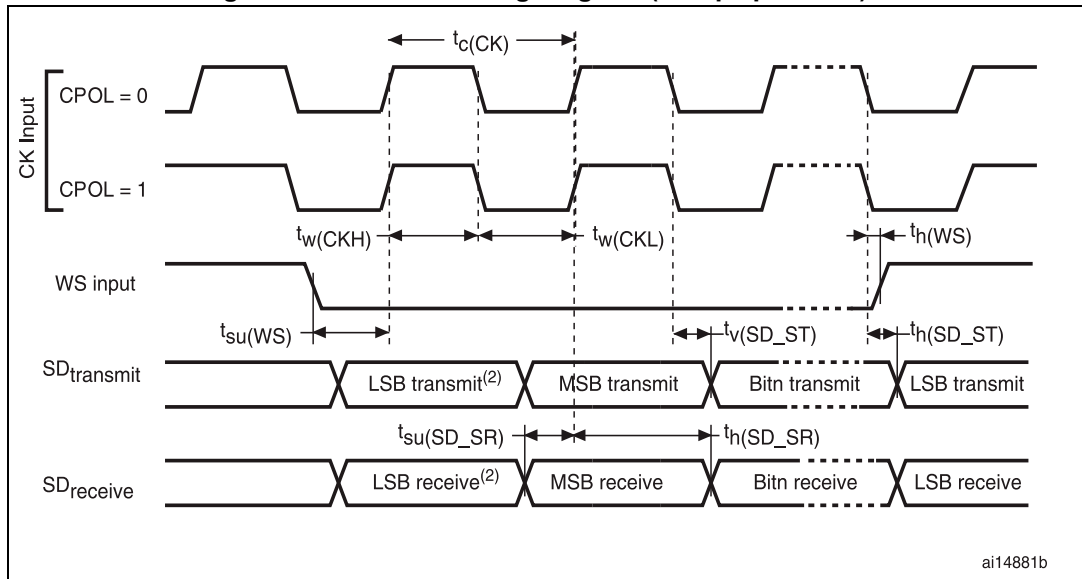 tc(CK)
CK Input
CPOL = 0
CPOL = 1
tw(CKH)
tw(CKL)
th(WS)
WS input
tsu(WS)
tv(SD_ST)
th(SD_ST)
SDtransmit
LSB transmit(2)
MSB transmit
Bitn transmit
LSB transmit
tsu(SD_SR)
th(SD_SR)
SDreceive
LSB receive(2)
MSB receive
Bitn receive
LSB receive
ai14881b